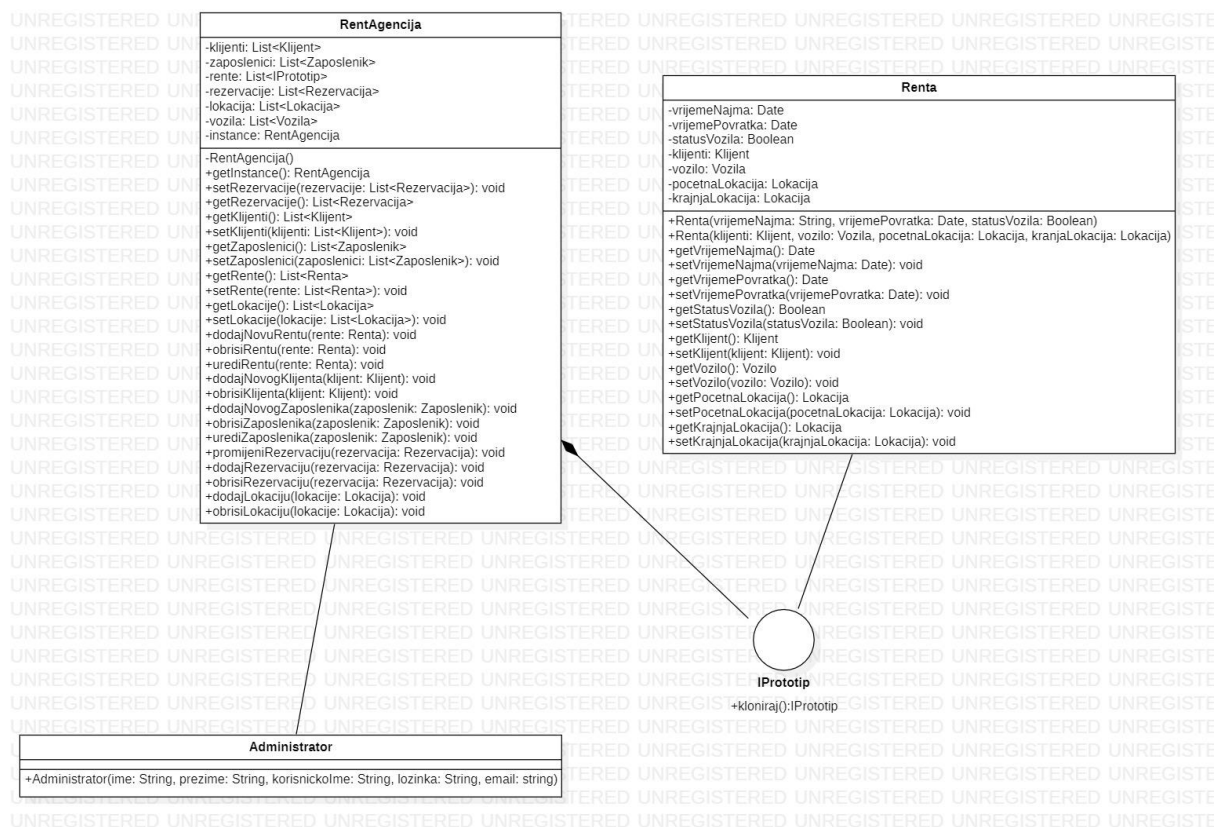 RentAgencija
-klijenti: List<Klijent>
-zaposlenici: List<Zaposlenik>
-rente: List<IPrototip>
-rezervacije: List<Rezervacija>
-lokacija: List<Lokacija>
-vozila: List<Vozila>
-instance: RentAgencija
-RentAgencija()
+getInstance(): RentAgencija
+setRezervacije(rezervacije: List<Rezervacija>): void
+getRezervacije(): List<Rezervacija>
+getKlijenti(): List<Klijent>
+setKlijenti(klijenti: List<Klijent>): void
+getZaposlenici(): List<Zaposlenik>
+setZaposlenici(zaposlenici: List<Zaposlenik>): void
+getRente(): List<Renta>
+setRente(rente: List<Renta>): void
+getLokacije(): List<Lokacija>
+setLokacije(lokacije: List<Lokacija>): void
+dodajNovuRentu(rente: Renta): void
+obrisiRentu(rente: Renta): void
+urediRentu(rente: Renta): void
+dodajNovogKlijenta(klijent: Klijent): void
+obrisiKlijenta(klijent: Klijent): void
+dodajNovogZaposlenika(zaposlenik: Zaposlenik): void
+obrisiZaposlenika(zaposlenik: Zaposlenik): void
+urediZaposlenika(zaposlenik: Zaposlenik): void
+promijeniRezervaciju(rezervacija: Rezervacija): void
+dodajRezervaciju(rezervacija: Rezervacija): void
+obrisiRezervaciju(rezervacija: Rezervacija): void
+dodajLokaciju(lokacije: Lokacija): void
+obrisiLokaciju(lokacije: Lokacija): void
Renta
-vrijemeNajma: Date
-vrijemePovratka: Date
-statusVozila: Boolean
-klijenti: Klijent
-vozilo: Vozila
-pocetnaLokacija: Lokacija
-krajnjaLokacija: Lokacija
+Renta(vrijemeNajma: String, vrijemePovratka: Date, statusVozila: Boolean)
+Renta(klijenti: Klijent, vozilo: Vozila, pocetnaLokacija: Lokacija, kranjaLokacija: Lokacija)
+getVrijemeNajma(): Date
+setVrijemeNajma(vrijemeNajma: Date): void
+getVrijemePovratka(): Date
+setVrijemePovratka(vrijemePovratka: Date): void
+getStatusVozila(): Boolean
+setStatusVozila(statusVozila: Boolean): void
+getKlijent(): Klijent
+setKlijent(klijent: Klijent): void
+getVozilo(): Vozilo
+setVozilo(vozilo: Vozilo): void
+getPocetnaLokacija(): Lokacija
+setPocetnaLokacija(pocetnaLokacija: Lokacija): void
+getKrajnjaLokacija(): Lokacija
+setKrajnjaLokacija(krajnjaLokacija: Lokacija): void
IPrototip
+kloniraj():IPrototip
Administrator
+Administrator(ime: String, prezime: String, korisnickoIme: String, lozinka: String, email: string)
UNREGISTERED